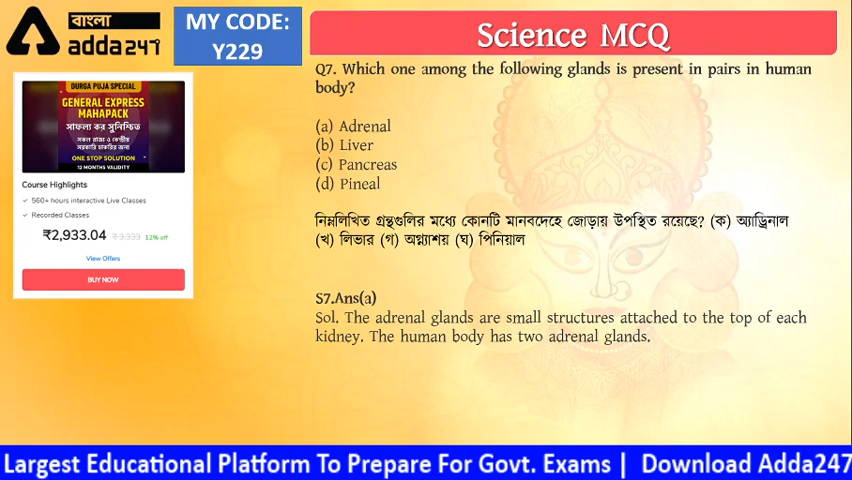 বাংলা
adda247
MY CODE:
Y229
Science MCQ
DURGA PUJA SPECIAL
GENERAL EXPRESS
MAHAPACK
সাফল্য কর সুনিশ্চিত
সকল রাজ্য ও কেন্দ্রীয়
সরকারি চাকরির জন্য
ONE STOP SOLUTION
12 MONTHS VALIDITY
Course Highlights
560+ hours interactive Live Classes
Recorded Classes
₹2,933.04 ₹ 3,333 12% off
View Offers
BUY NOW
Q7. Which one among the following glands is present in pairs in human
body?
(a) Adrenal
(b) Liver
(c) Pancreas
(d) Pineal
নিম্নলিখিত গ্রন্থগুলির মধ্যে কোনটি মানবদেহে জোড়ায় উপস্থিত রয়েছে? (ক) অ্যাড্রিনাল
(খ) লিভার (গ) অগ্ন্যাশয় (ঘ) পিনিয়াল
S7.Ans(a)
Sol. The adrenal glands are small structures attached to the top of each
kidney. The human body has two adrenal glands.
Largest Educational Platform To Prepare For Govt. Exams | Download Adda247